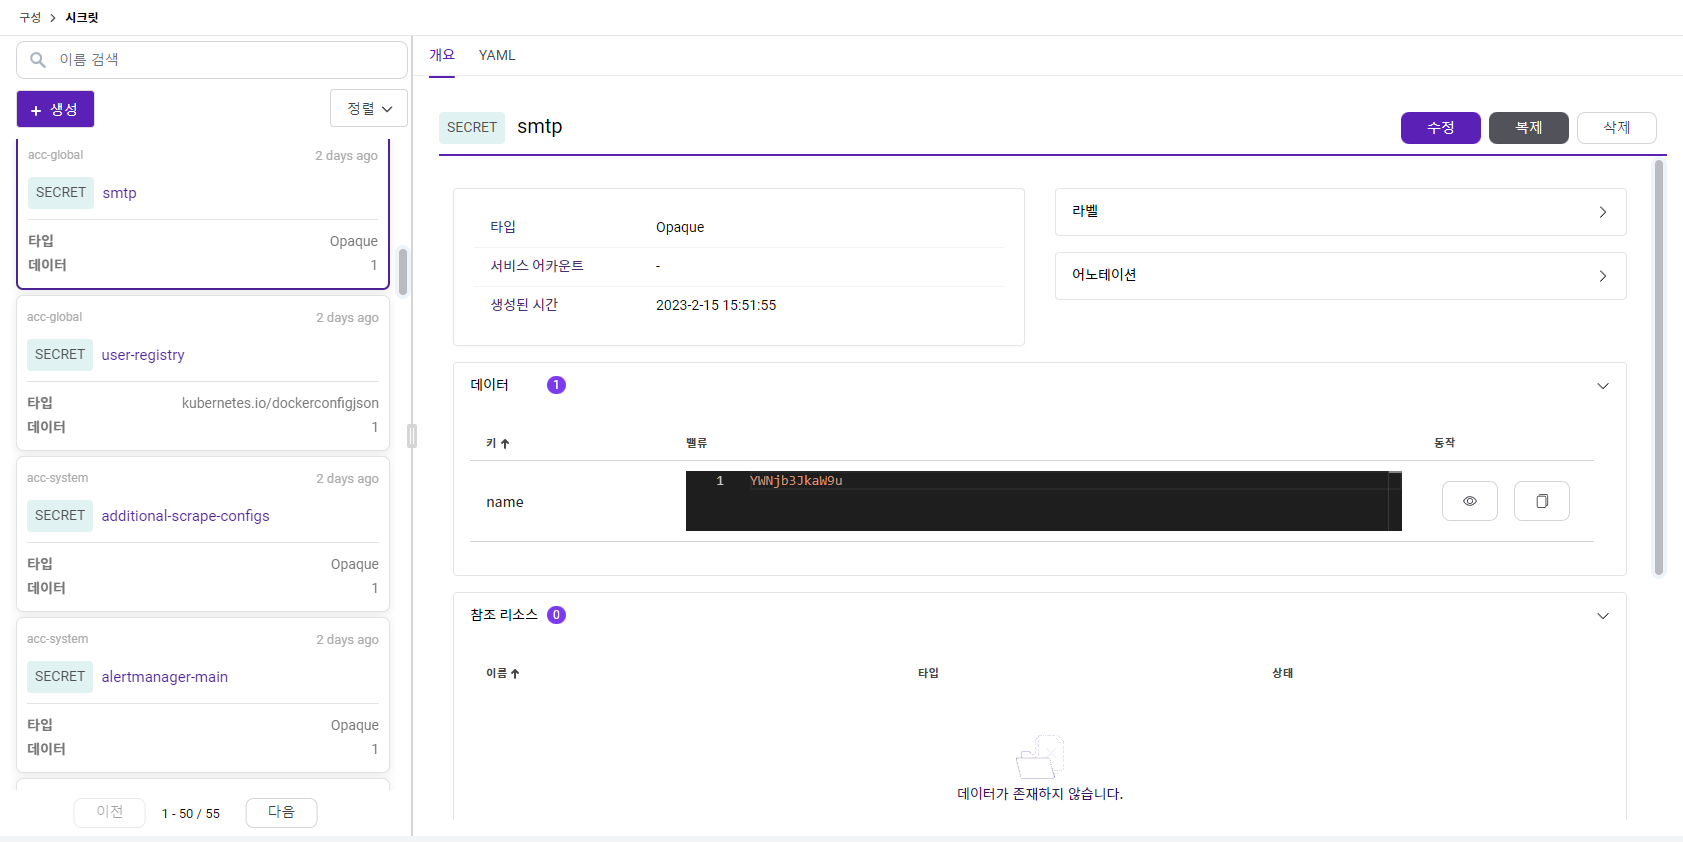 구성 > 시크릿
이름 검색
+ 생성
정렬
acc-global
2 days ago
SECRET smtp
타입 Opaque
데이터 1
acc-global
2 days ago
SECRET user-registry
타입 kubernetes.io/dockerconfigjson
데이터 1
acc-system
2 days ago
SECRET additional-scrape-configs
타입 Opaque
데이터 1
acc-system
2 days ago
SECRET alertmanager-main
타입 Opaque
데이터 1
이전 1 - 50 / 55 다음
개요 YAML
SECRET smtp
수정 복제 삭제
타입 Opaque
서비스 어카운트 -
생성된 시간 2023-2-15 15:51:55
라벨
어노테이션
데이터 1
키 밸류 동작
name 1 YWNjb3JkaW9u
참조 리소스 0
이름 타입 상태
데이터가 존재하지 않습니다.